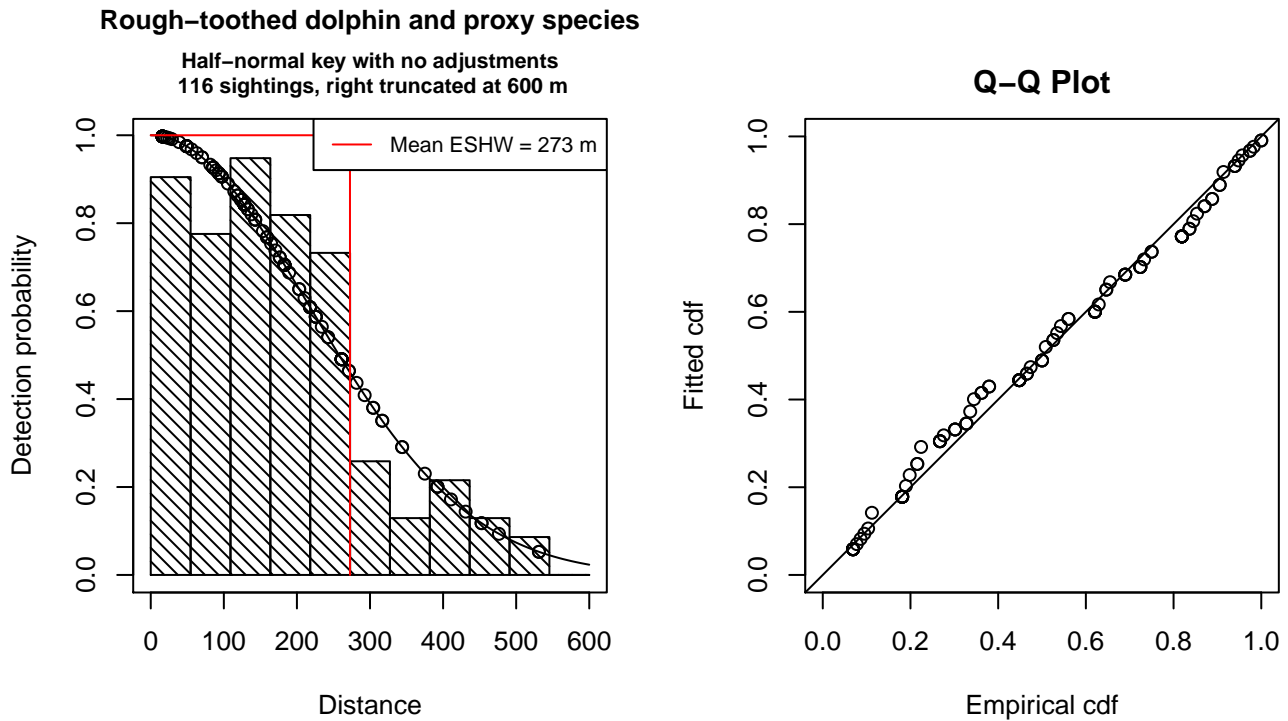 Rough−toothed dolphin and proxy species
Half−normal key with no adjustments
116 sightings, right truncated at 600 m
Mean ESHW = 273 m
Detection probability
1.0
0.8
0.6
0.4
0.2
0.0
0 100 200 300 400 500 600
Distance
Q−Q Plot
Fitted cdf
1.0
0.8
0.6
0.4
0.2
0.0
0.0 0.2 0.4 0.6 0.8 1.0
Empirical cdf